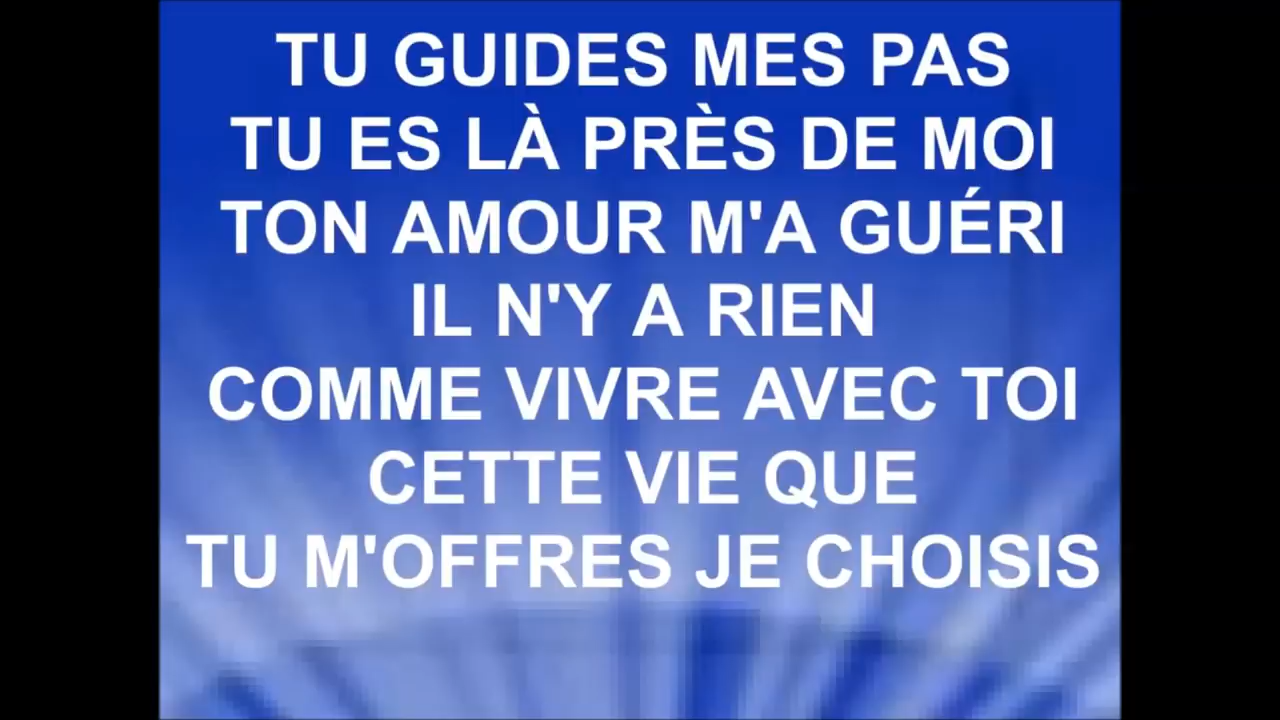 TU GUIDES MES PAS
TU ES LÀ PRÈS DE MOI
TON AMOUR M'A GUÉRI
IL N'Y A RIEN
COMME VIVRE AVEC TOI
CETTE VIE QUE
TU M'OFFRES JE CHOISIS